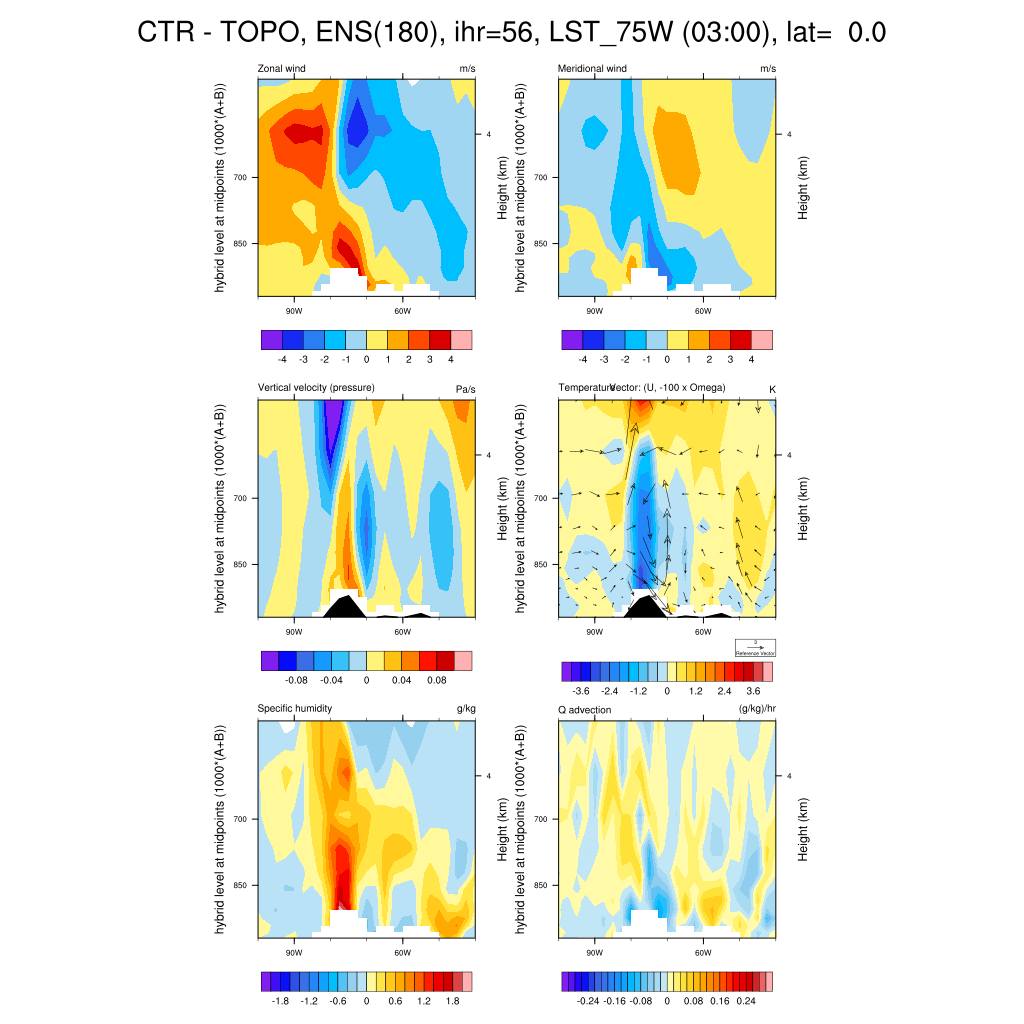 CTR - TOPO, ENS(180), ihr=56, LST_75W (03:00), lat= 0.0
Zonal wind m/s
hybrid level at midpoints (1000*(A+B))
700
850
4
Height (km)
90W 60W
-4 -3 -2 -1 0 1 2 3 4
Meridional wind m/s
hybrid level at midpoints (1000*(A+B))
700
850
4
Height (km)
90W 60W
-4 -3 -2 -1 0 1 2 3 4
Vertical velocity (pressure) Pa/s
hybrid level at midpoints (1000*(A+B))
700
850
4
Height (km)
90W 60W
-0.08 -0.04 0 0.04 0.08
Temperature Vector: (U, -100 x Omega) K
hybrid level at midpoints (1000*(A+B))
700
850
4
Height (km)
90W 60W
3
Reference Vector
-3.6 -2.4 -1.2 0 1.2 2.4 3.6
Specific humidity g/kg
hybrid level at midpoints (1000*(A+B))
700
850
4
Height (km)
90W 60W
-1.8 -1.2 -0.6 0 0.6 1.2 1.8
Q advection (g/kg)/hr
hybrid level at midpoints (1000*(A+B))
700
850
4
Height (km)
90W 60W
-0.24 -0.16 -0.08 0 0.08 0.16 0.24